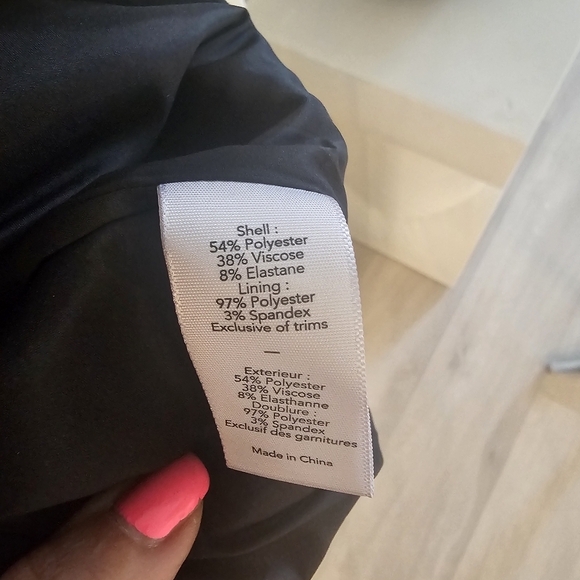 Shell :
54% Polyester
38% Viscose
8% Elastane
Lining :
97% Polyester
3% Spandex
Exclusive of trims
—
Exterieur :
54% Polyester
38% Viscose
8% Elasthanne
Doublure :
97% Polyester
3% Spandex
Exclusif des garnitures
Made in China